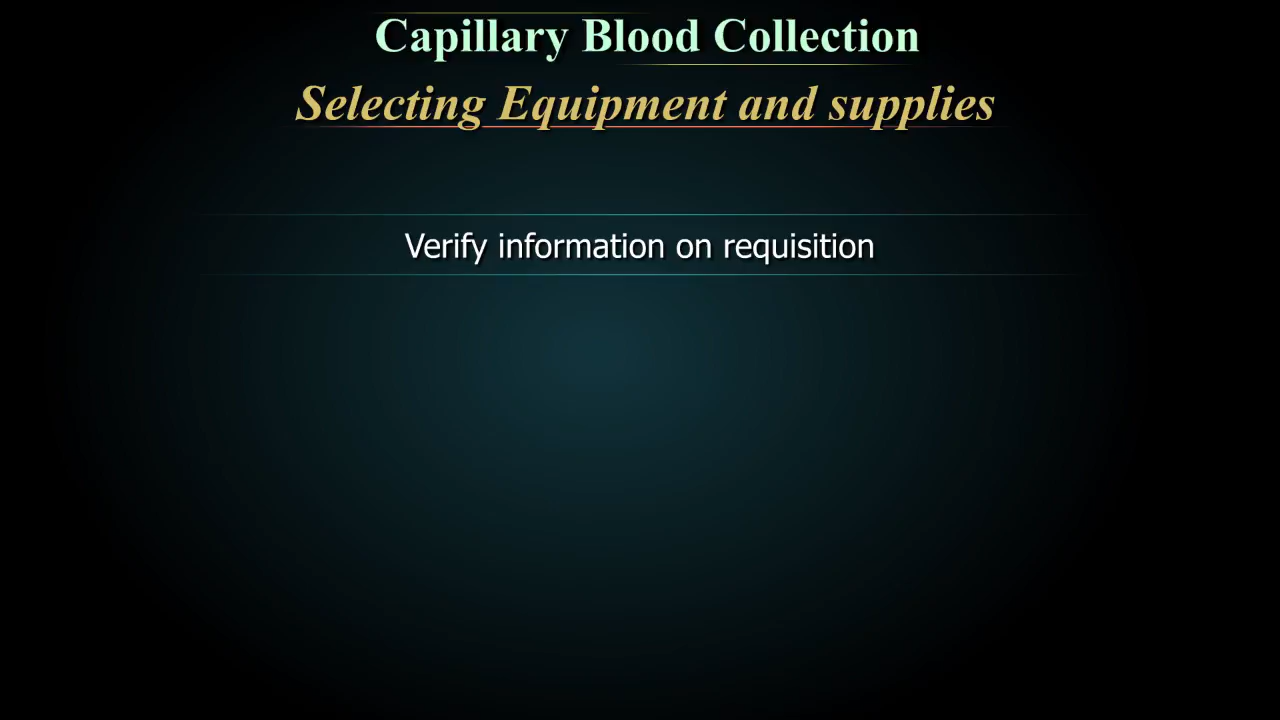 Capillary Blood Collection
Selecting Equipment and supplies
Verify information on requisition